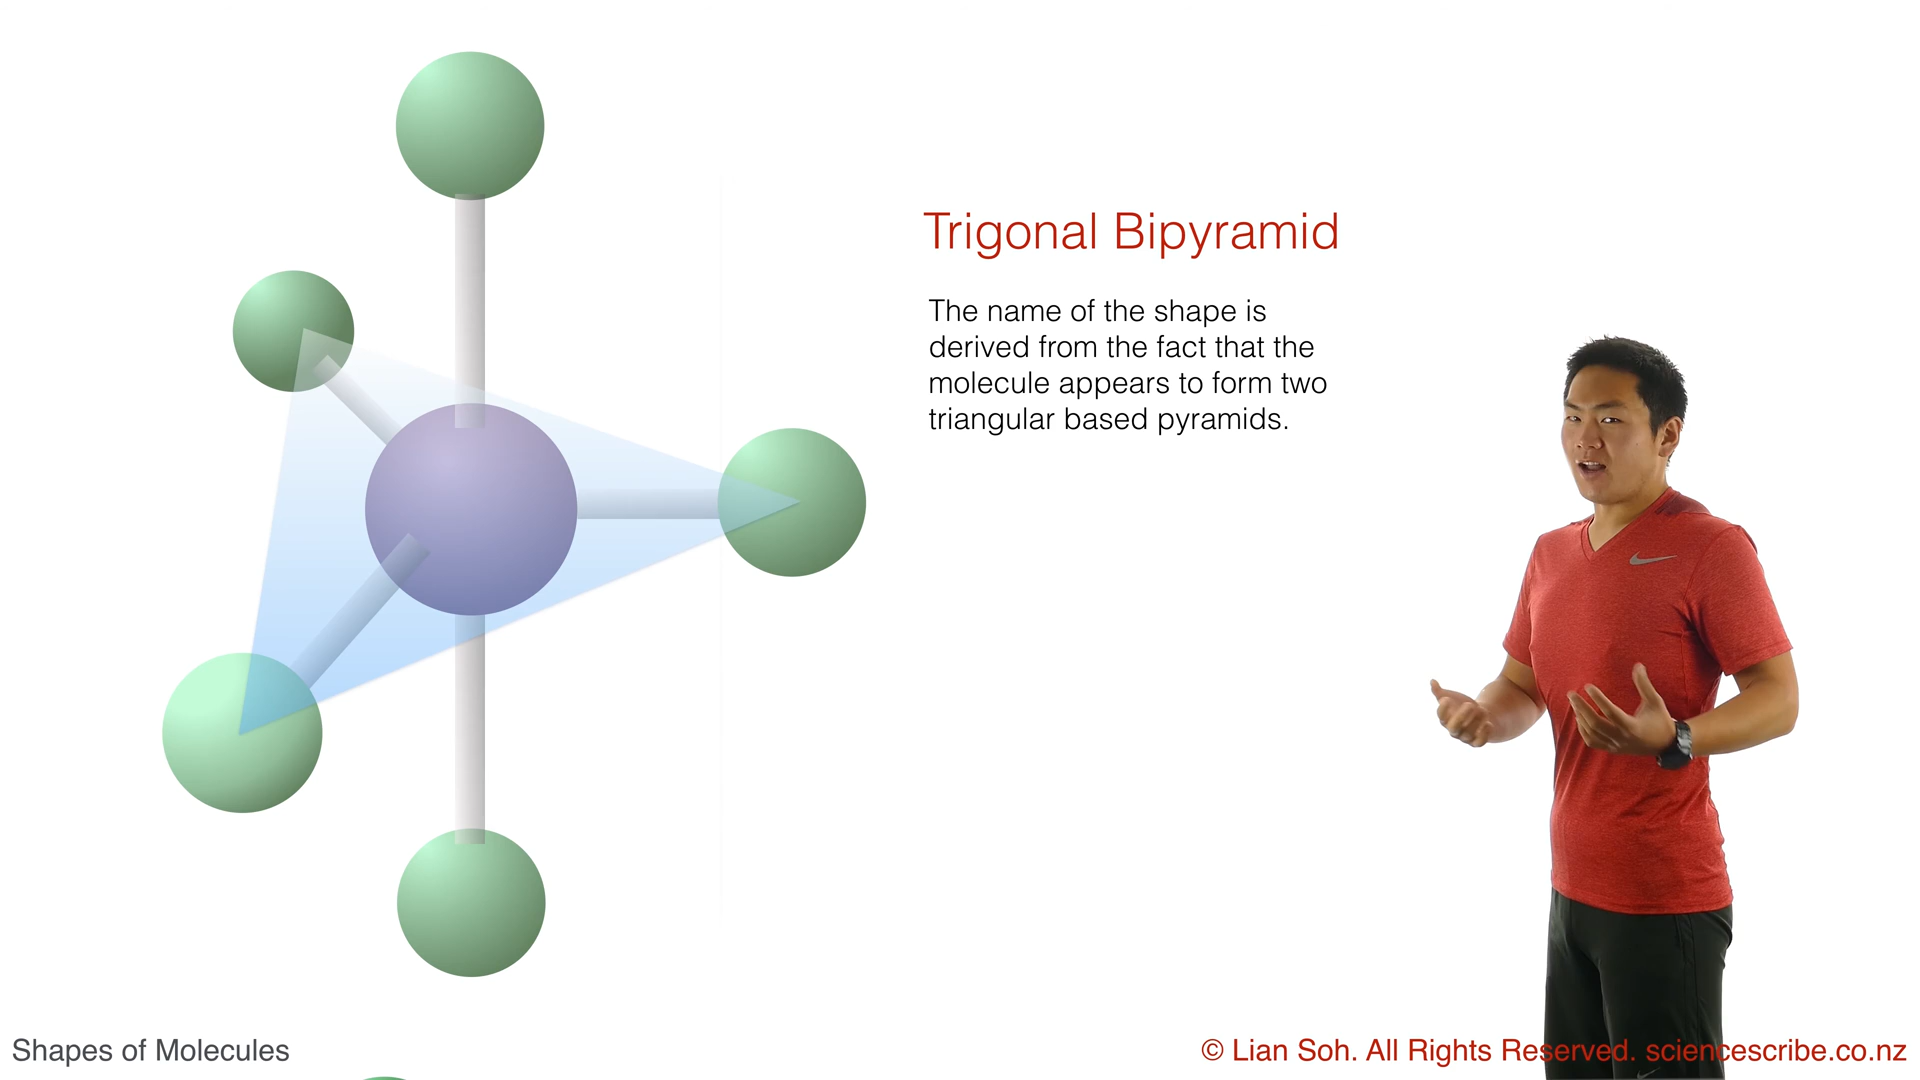 Trigonal Bipyramid
The name of the shape is
derived from the fact that the
molecule appears to form two
triangular based pyramids.
Shapes of Molecules
© Lian Soh. All Rights Reserved. sciencescribe.co.nz